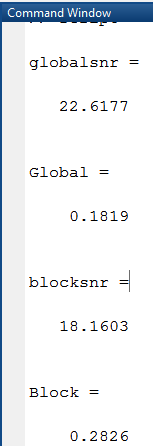 Command Window
globalsnr =
22.6177
Global =
0.1819
blocksnr =
18.1603
Block =
0.2826